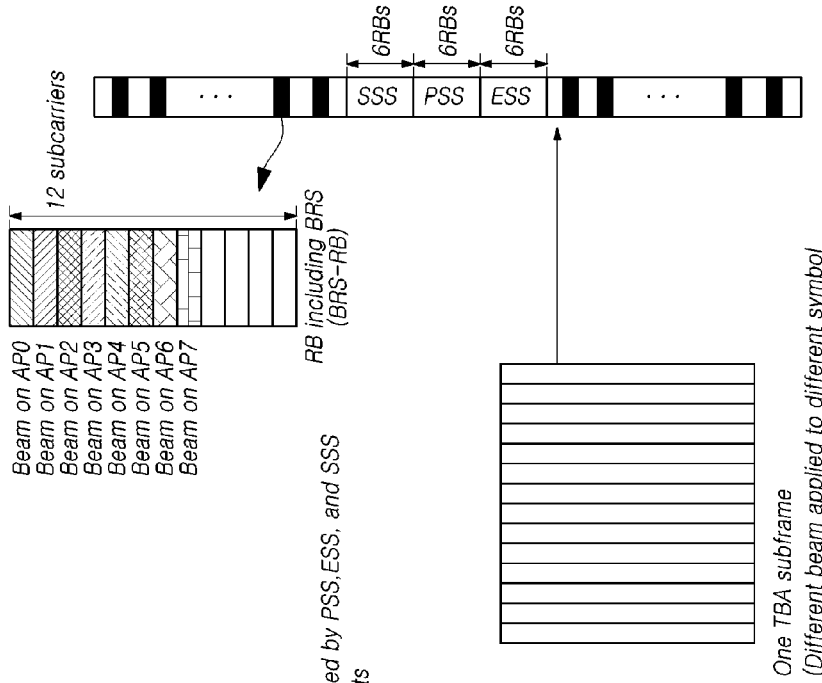 12 subcarriers
Beam on AP0
Beam on AP1
Beam on AP2
Beam on AP3
Beam on AP4
Beam on AP5
Beam on AP6
Beam on AP7
RB including BRS
(BRS-RB)
6RBs
6RBs
6RBs
SSS
PSS
ESS
...
...
ed by PSS,ESS, and SSS
ts
One TBA subframe
(Different beam applied to different symbol